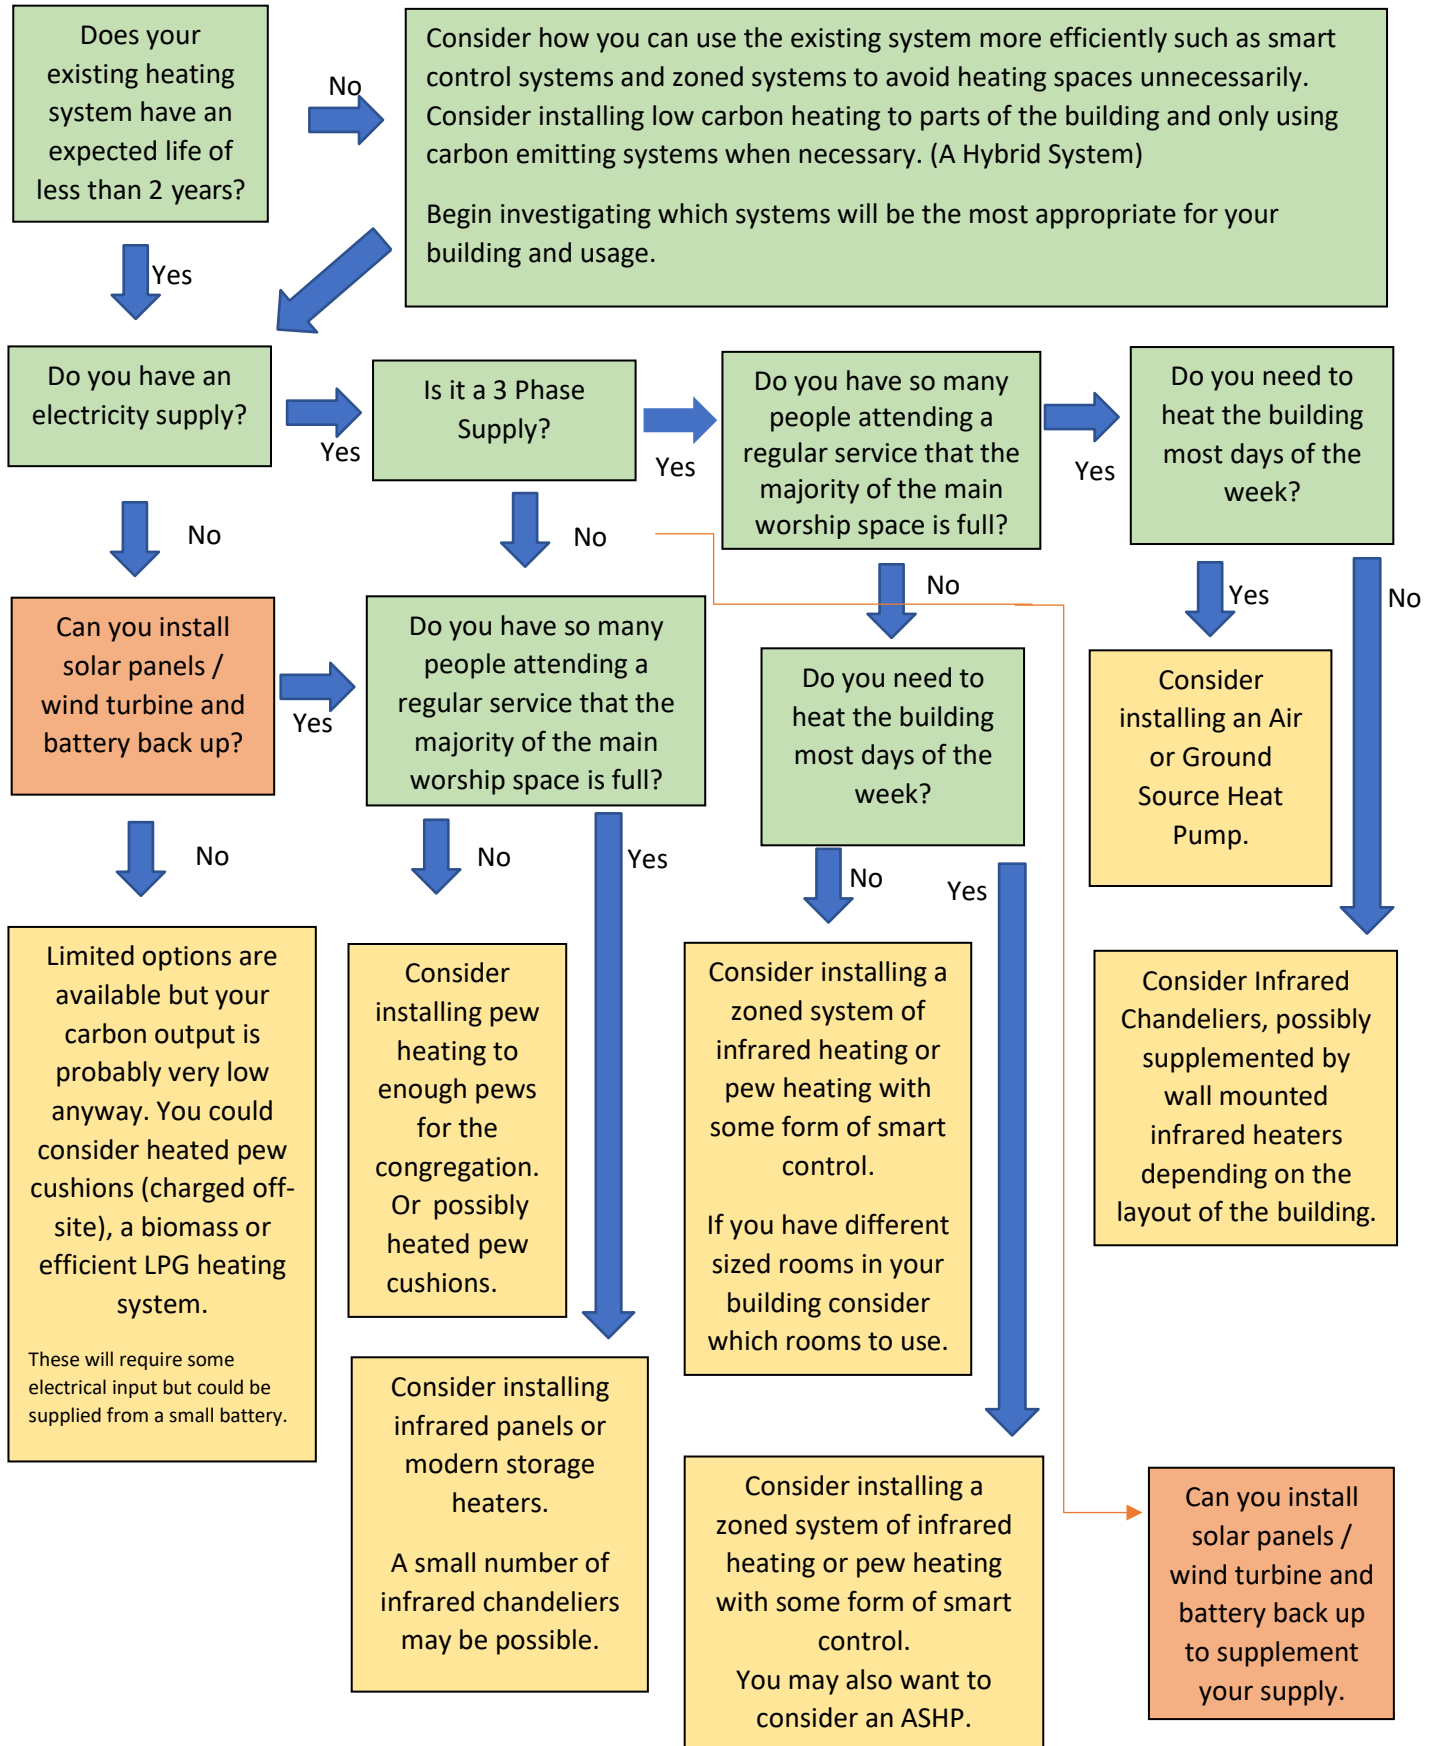 Does your
existing heating
system have an
expected life of
less than 2 years?
No
Consider how you can use the existing system more efficiently such as smart
control systems and zoned systems to avoid heating spaces unnecessarily.
Consider installing low carbon heating to parts of the building and only using
carbon emitting systems when necessary. (A Hybrid System)
Begin investigating which systems will be the most appropriate for your
building and usage.
Yes
Do you have an
electricity supply?
Yes
Is it a 3 Phase
Supply?
Yes
Do you have so many
people attending a
regular service that the
majority of the main
worship space is full?
Yes
Do you need to
heat the building
most days of the
week?
No
No
No
Yes
No
Can you install
solar panels /
wind turbine and
battery back up?
Yes
Do you have so many
people attending a
regular service that the
majority of the main
worship space is full?
Do you need to
heat the building
most days of the
week?
Consider
installing an Air
or Ground
Source Heat
Pump.
No
No
Yes
No
Yes
Limited options are
available but your
carbon output is
probably very low
anyway. You could
consider heated pew
cushions (charged off-
site), a biomass or
efficient LPG heating
system.
These will require some
electrical input but could be
supplied from a small battery.
Consider
installing pew
heating to
enough pews
for the
congregation.
Or possibly
heated pew
cushions.
Consider installing a
zoned system of
infrared heating or
pew heating with
some form of smart
control.
If you have different
sized rooms in your
building consider
which rooms to use.
Consider Infrared
Chandeliers, possibly
supplemented by
wall mounted
infrared heaters
depending on the
layout of the building.
Consider installing
infrared panels or
modern storage
heaters.
A small number of
infrared chandeliers
may be possible.
Consider installing a
zoned system of infrared
heating or pew heating
with some form of smart
control.
You may also want to
consider an ASHP.
Can you install
solar panels /
wind turbine and
battery back up
to supplement
your supply.